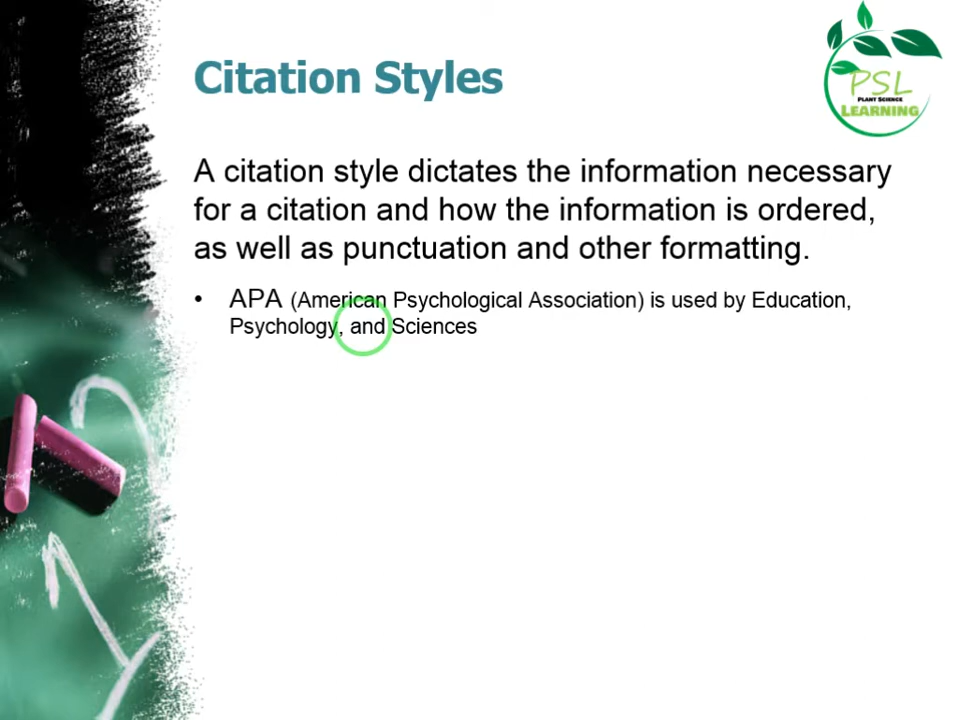 PSL
PLANT SCIENCE
LEARNING
Citation Styles
A citation style dictates the information necessary
for a citation and how the information is ordered,
as well as punctuation and other formatting.
• APA (American Psychological Association) is used by Education,
Psychology, and Sciences